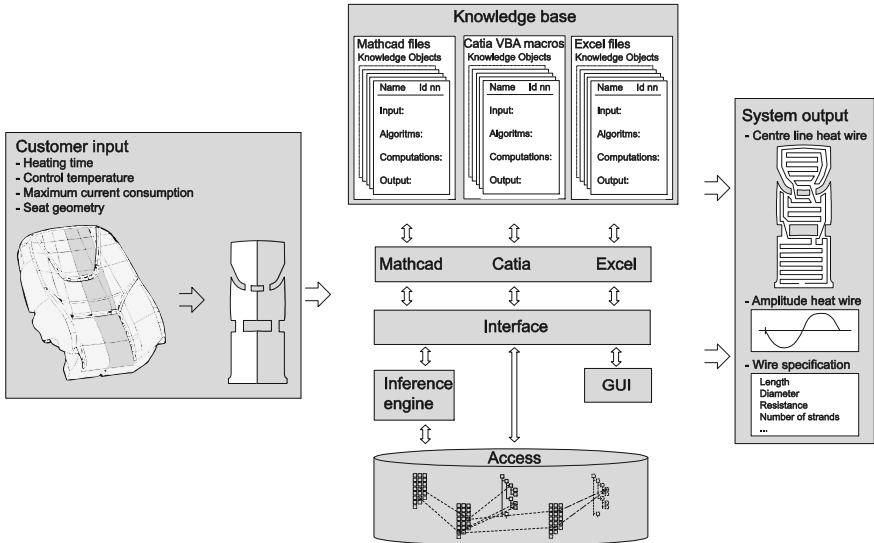 Knowledge base
Mathcad files
Knowledge Objects
Name Id nn
Input:
Algoritms:
Computations:
Output:
Catia VBA macros
Knowledge Objects
Name Id nn
Input:
Algoritms:
Computations:
Output:
Excel files
Knowledge Objects
Name Id nn
Input:
Algoritms:
Computations:
Output:
Customer input
- Heating time
- Control temperature
- Maximum current consumption
- Seat geometry
Mathcad Catia Excel
Interface
Inference
engine
GUI
Access
System output
- Centre line heat wire
- Amplitude heat wire
- Wire specification
Length
Diameter
Resistance
Number of strands
...